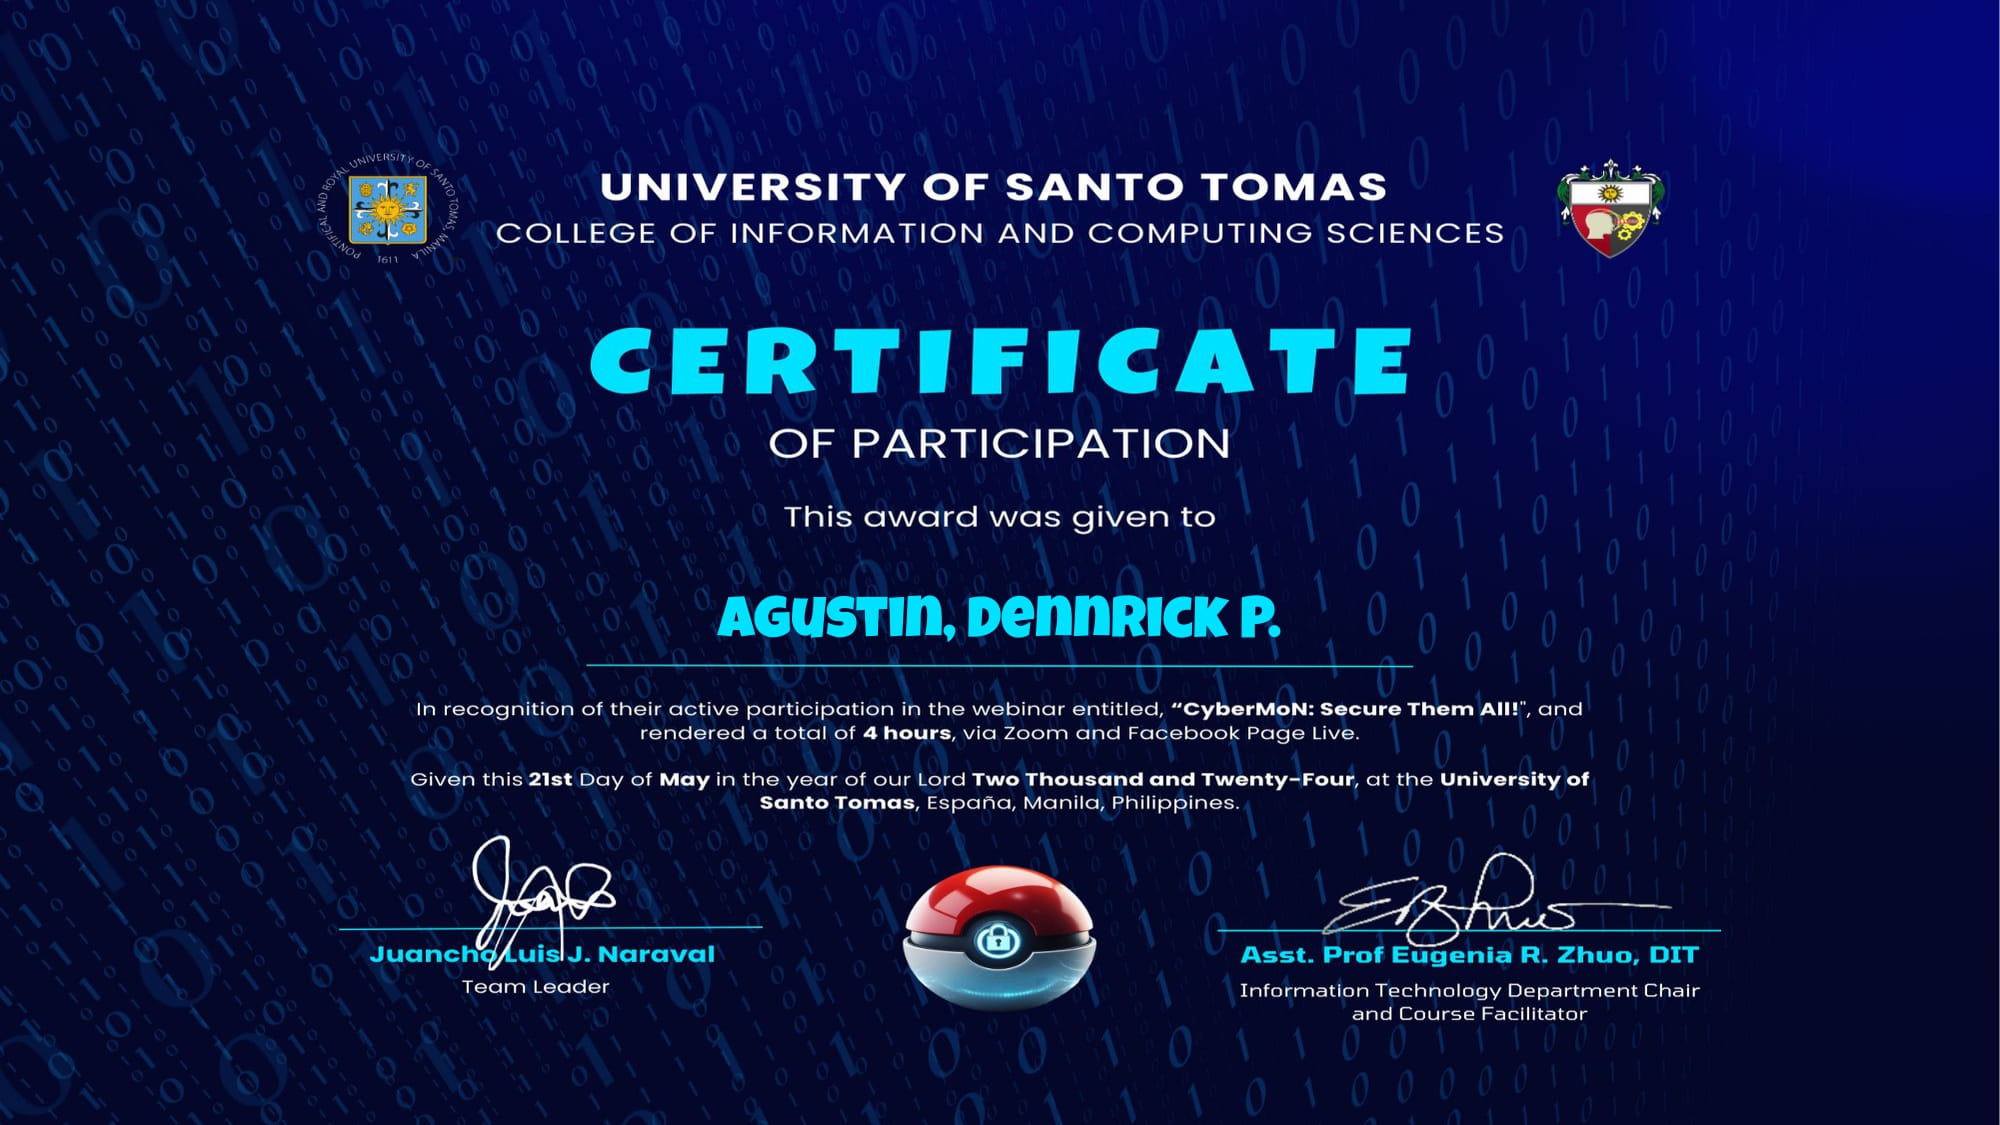 PONTIFICAL AND ROYAL UNIVERSITY OF SANTO TOMAS, MANILA
1611
UNIVERSITY OF SANTO TOMAS
COLLEGE OF INFORMATION AND COMPUTING SCIENCES
CERTIFICATE
OF PARTICIPATION
This award was given to
AGUSTIN, DENNRICK P.
In recognition of their active participation in the webinar entitled, “CyberMoN: Secure Them All!", and
rendered a total of 4 hours, via Zoom and Facebook Page Live.
Given this 21st Day of May in the year of our Lord Two Thousand and Twenty-Four, at the University of
Santo Tomas, España, Manila, Philippines.
Juancho Luis J. Naraval
Team Leader
Asst. Prof Eugenia R. Zhuo, DIT
Information Technology Department Chair
and Course Facilitator